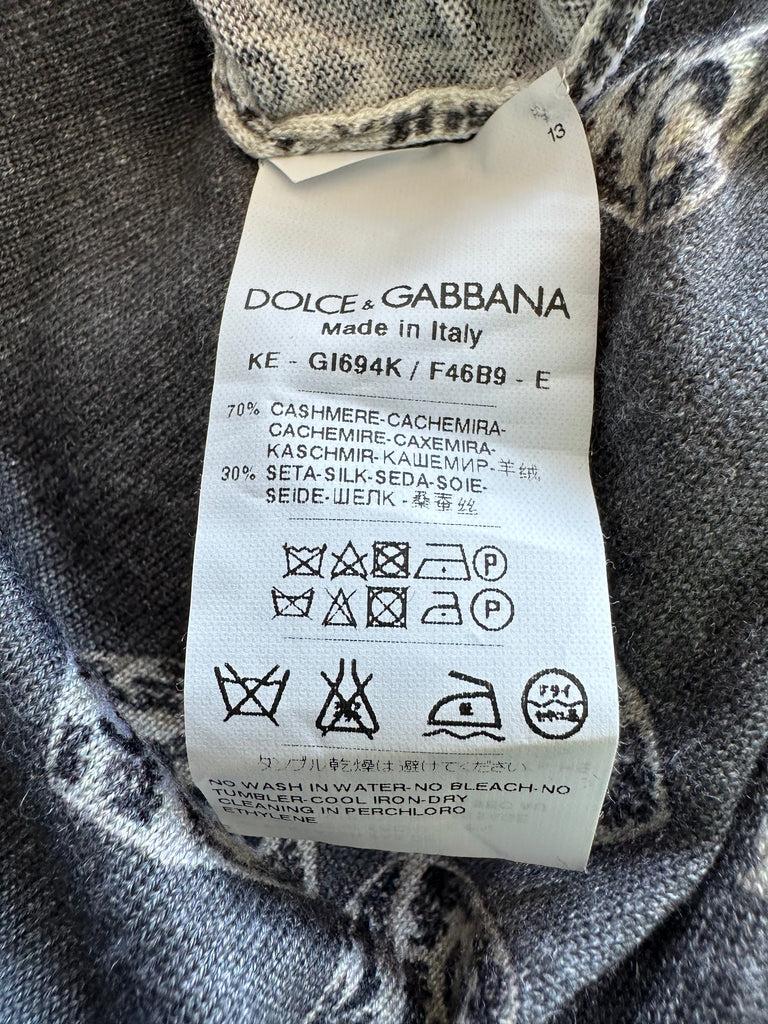 13
DOLCE & GABBANA
Made in Italy
KE - GI694K / F46B9 - E
70% CASHMERE-CACHEMIRA-
CACHEMIRE-CAXEMIRA-
KASCHMIR-КАШЕМИР-羊绒
30% SETA-SILK-SEDA-SOIE-
SEIDE-ШЕЛК-桑蚕丝
P
P
低
ドライ
タンブル乾燥は避けてください
NO WASH IN WATER-NO BLEACH-NO
TUMBLER-COOL IRON-DRY
CLEANING IN PERCHLORO
ETHYLENE